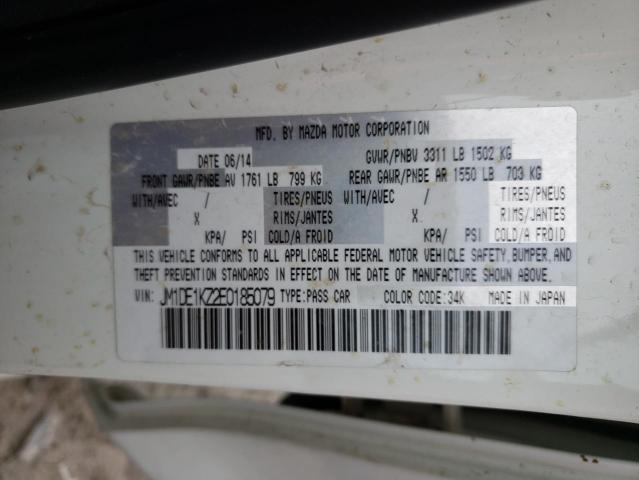 MFD. BY MAZDA MOTOR CORPORATION
DATE 06/14 GVWR/PNBV 3311 LB 1502 KG
FRONT GAWR/PNBE AV 1761 LB 799 KG REAR GAWR/PNBE AR 1550 LB 703 KG
WITH/AVEC / TIRES/PNEUS WITH/AVEC / TIRES/PNEUS
X RIMS/JANTES X RIMS/JANTES
KPA/ PSI COLD/A FROID KPA/ PSI COLD/A FROID
THIS VEHICLE CONFORMS TO ALL APPLICABLE FEDERAL MOTOR VEHICLE SAFETY, BUMPER, AND
THEFT PREVENTION STANDARDS IN EFFECT ON THE DATE OF MANUFACTURE SHOWN ABOVE.
VIN: JM1DE1KZ2E0185079 TYPE:PASS CAR COLOR CODE:34K MADE IN JAPAN